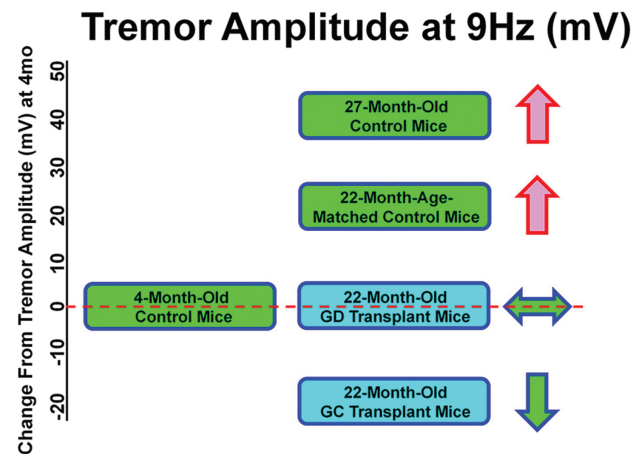 Tremor Amplitude at 9Hz (mV)
Change From Tremor Amplitude (mV) at 4mo
50
40
30
20
10
0
-10
-20
27-Month-Old
Control Mice
22-Month-Age-
Matched Control Mice
4-Month-Old
Control Mice
22-Month-Old
GD Transplant Mice
22-Month-Old
GC Transplant Mice